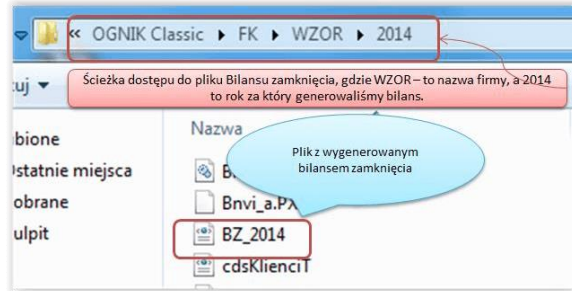 « OGNIK Classic ▸ FK ▸ WZOR ▸ 2014
Ścieżka dostępu do pliku Bilansu zamknięcia, gdzie WZOR – to nazwa firmy, a 2014
to rok za który generowaliśmy bilans.
uj ▾
Nazwa
bione
Plik z wygenerowanym
statnie miejsca
bilansem zamknięcia
obrane
Bnvi_a.PX
ulpit
BZ_2014
cdsKlienciT